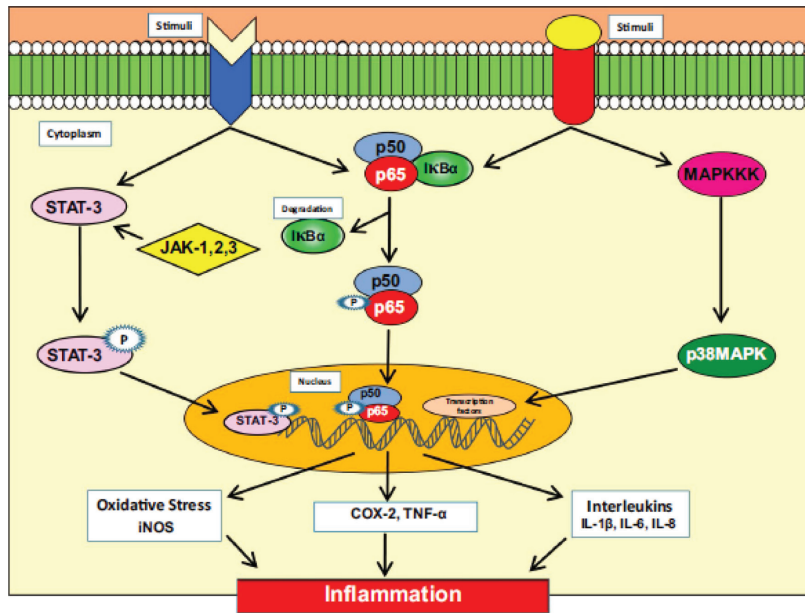 Stimuli
Stimuli
Cytoplasm
p50
p65
IκBα
MAPKKK
STAT-3
Degradation
IκBα
JAK-1,2,3
p50
P
p65
P
STAT-3
p38MAPK
Nucleus
p50
P
P
p65
STAT-3
Transcription
factors
Oxidative Stress
iNOS
COX-2, TNF-α
Interleukins
IL-1β, IL-6, IL-8
Inflammation